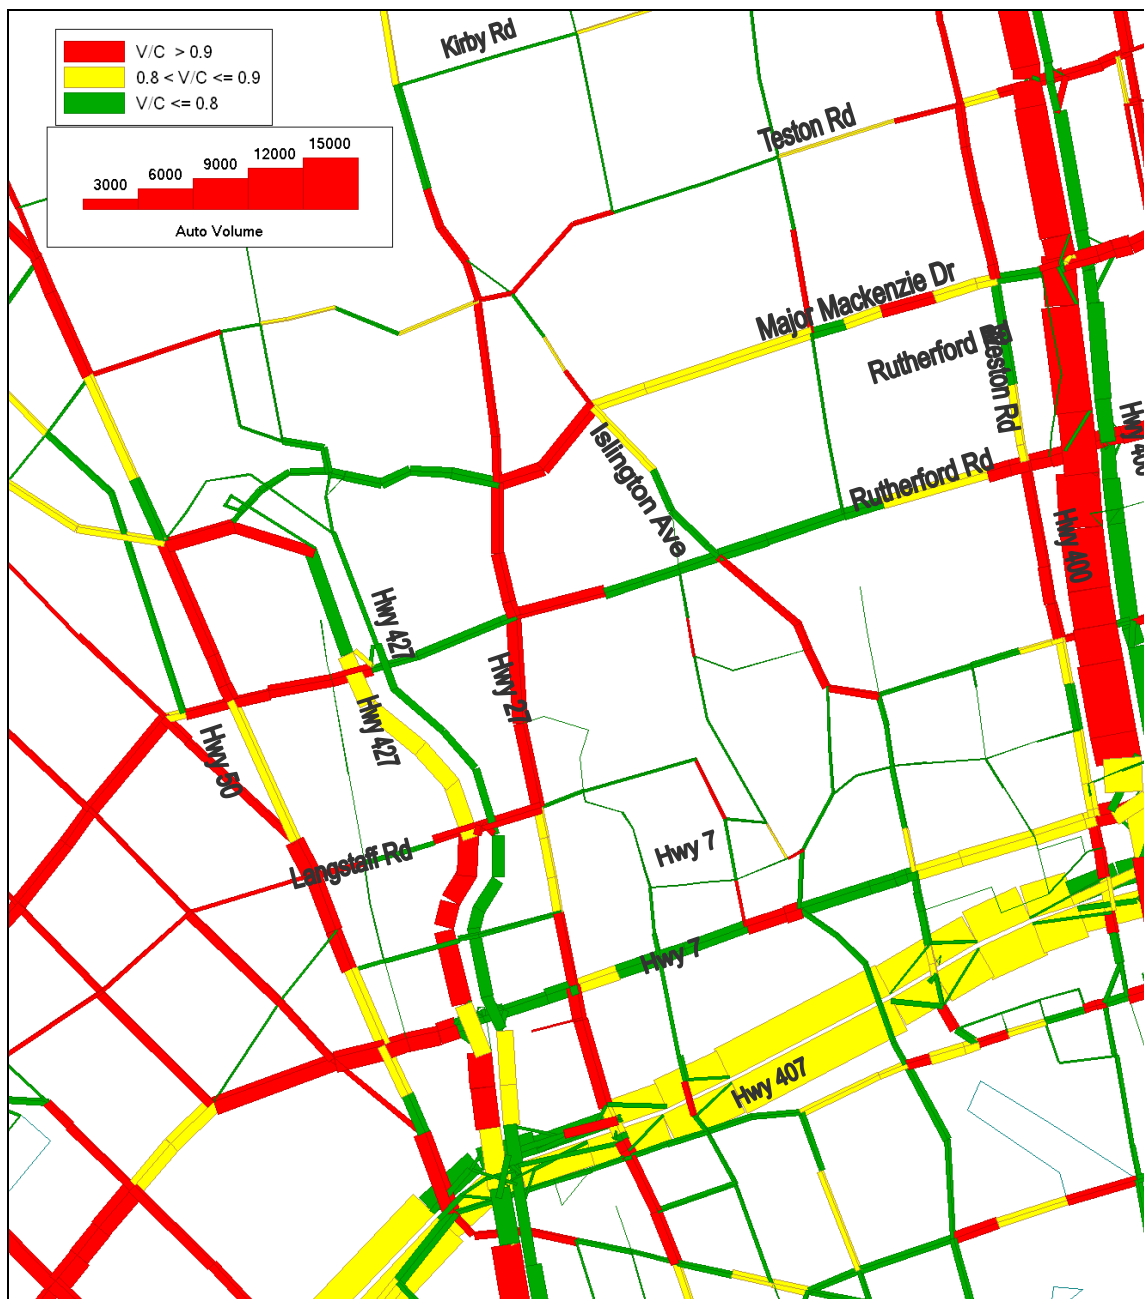 V/C > 0.9
0.8 < V/C <= 0.9
V/C <= 0.8
3000 6000 9000 12000 15000
Auto Volume
Kirby Rd
Teston Rd
Major Mackenzie Dr
Rutherford
Weston Rd
Islington Ave
Rutherford Rd
Hwy 400
Hwy 400
Hwy 427
Hwy 27
Hwy 427
Hwy 50
Langstaff Rd
Hwy 7
Hwy 7
Hwy 407